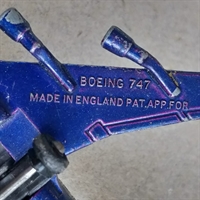 BOEING 747
MADE IN ENGLAND PAT.APP.FOR